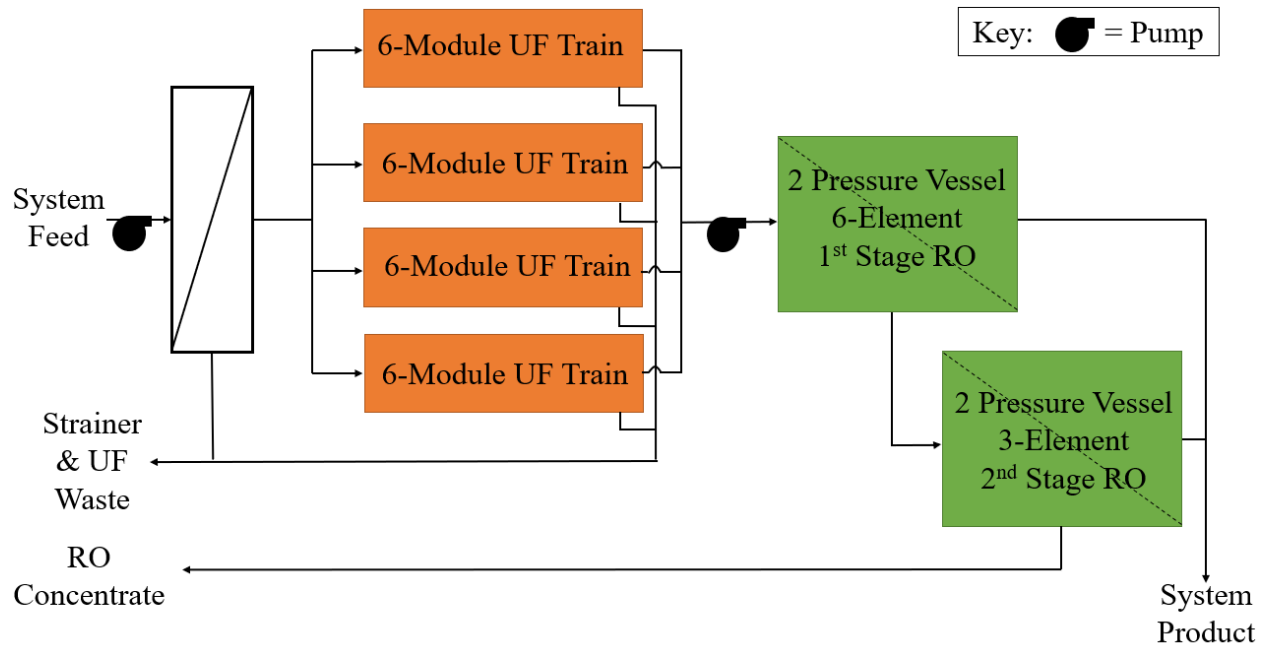 6-Module UF Train
Key: = Pump
6-Module UF Train
System
Feed
2 Pressure Vessel
6-Element
1st Stage RO
6-Module UF Train
6-Module UF Train
2 Pressure Vessel
3-Element
2nd Stage RO
Strainer
& UF
Waste
RO
Concentrate
System
Product